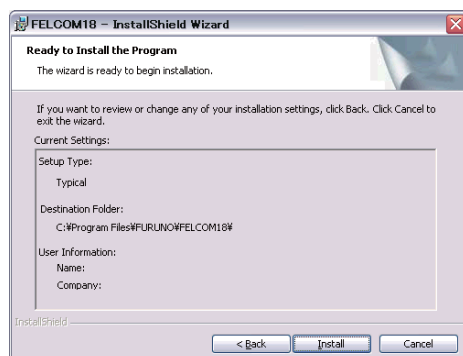 FELCOM18 - InstallShield Wizard
Ready to Install the Program
The wizard is ready to begin installation.
If you want to review or change any of your installation settings, click Back. Click Cancel to
exit the wizard.
Current Settings:
Setup Type:
Typical
Destination Folder:
C:¥Program Files¥FURUNO¥FELCOM18¥
User Information:
Name:
Company:
InstallShield
< Back Install Cancel